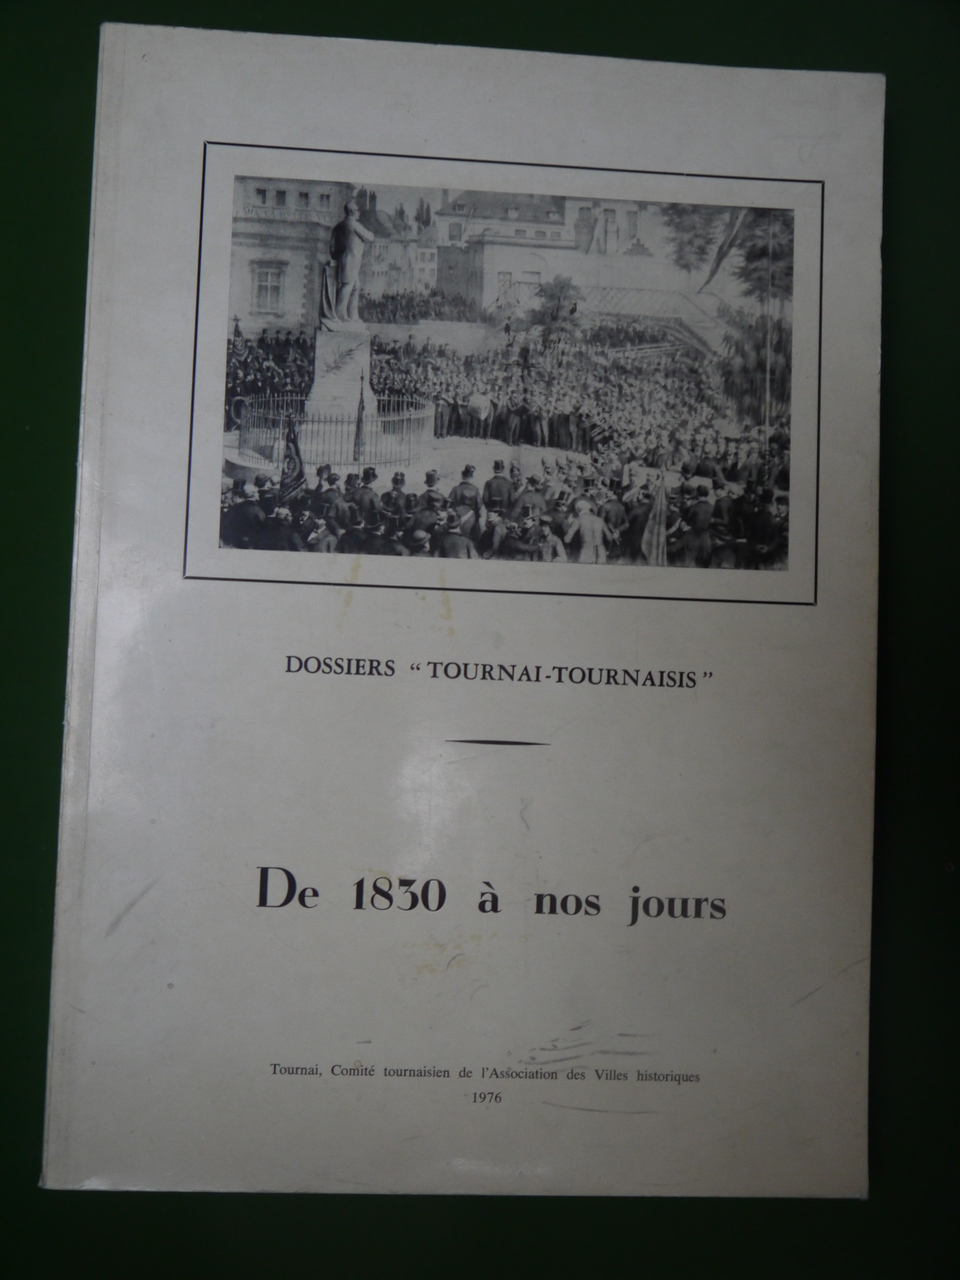 DOSSIERS “ TOURNAI-TOURNAISIS ”
De 1830 à nos jours
Tournai, Comité tournaisien de l'Association des Villes historiques
1976